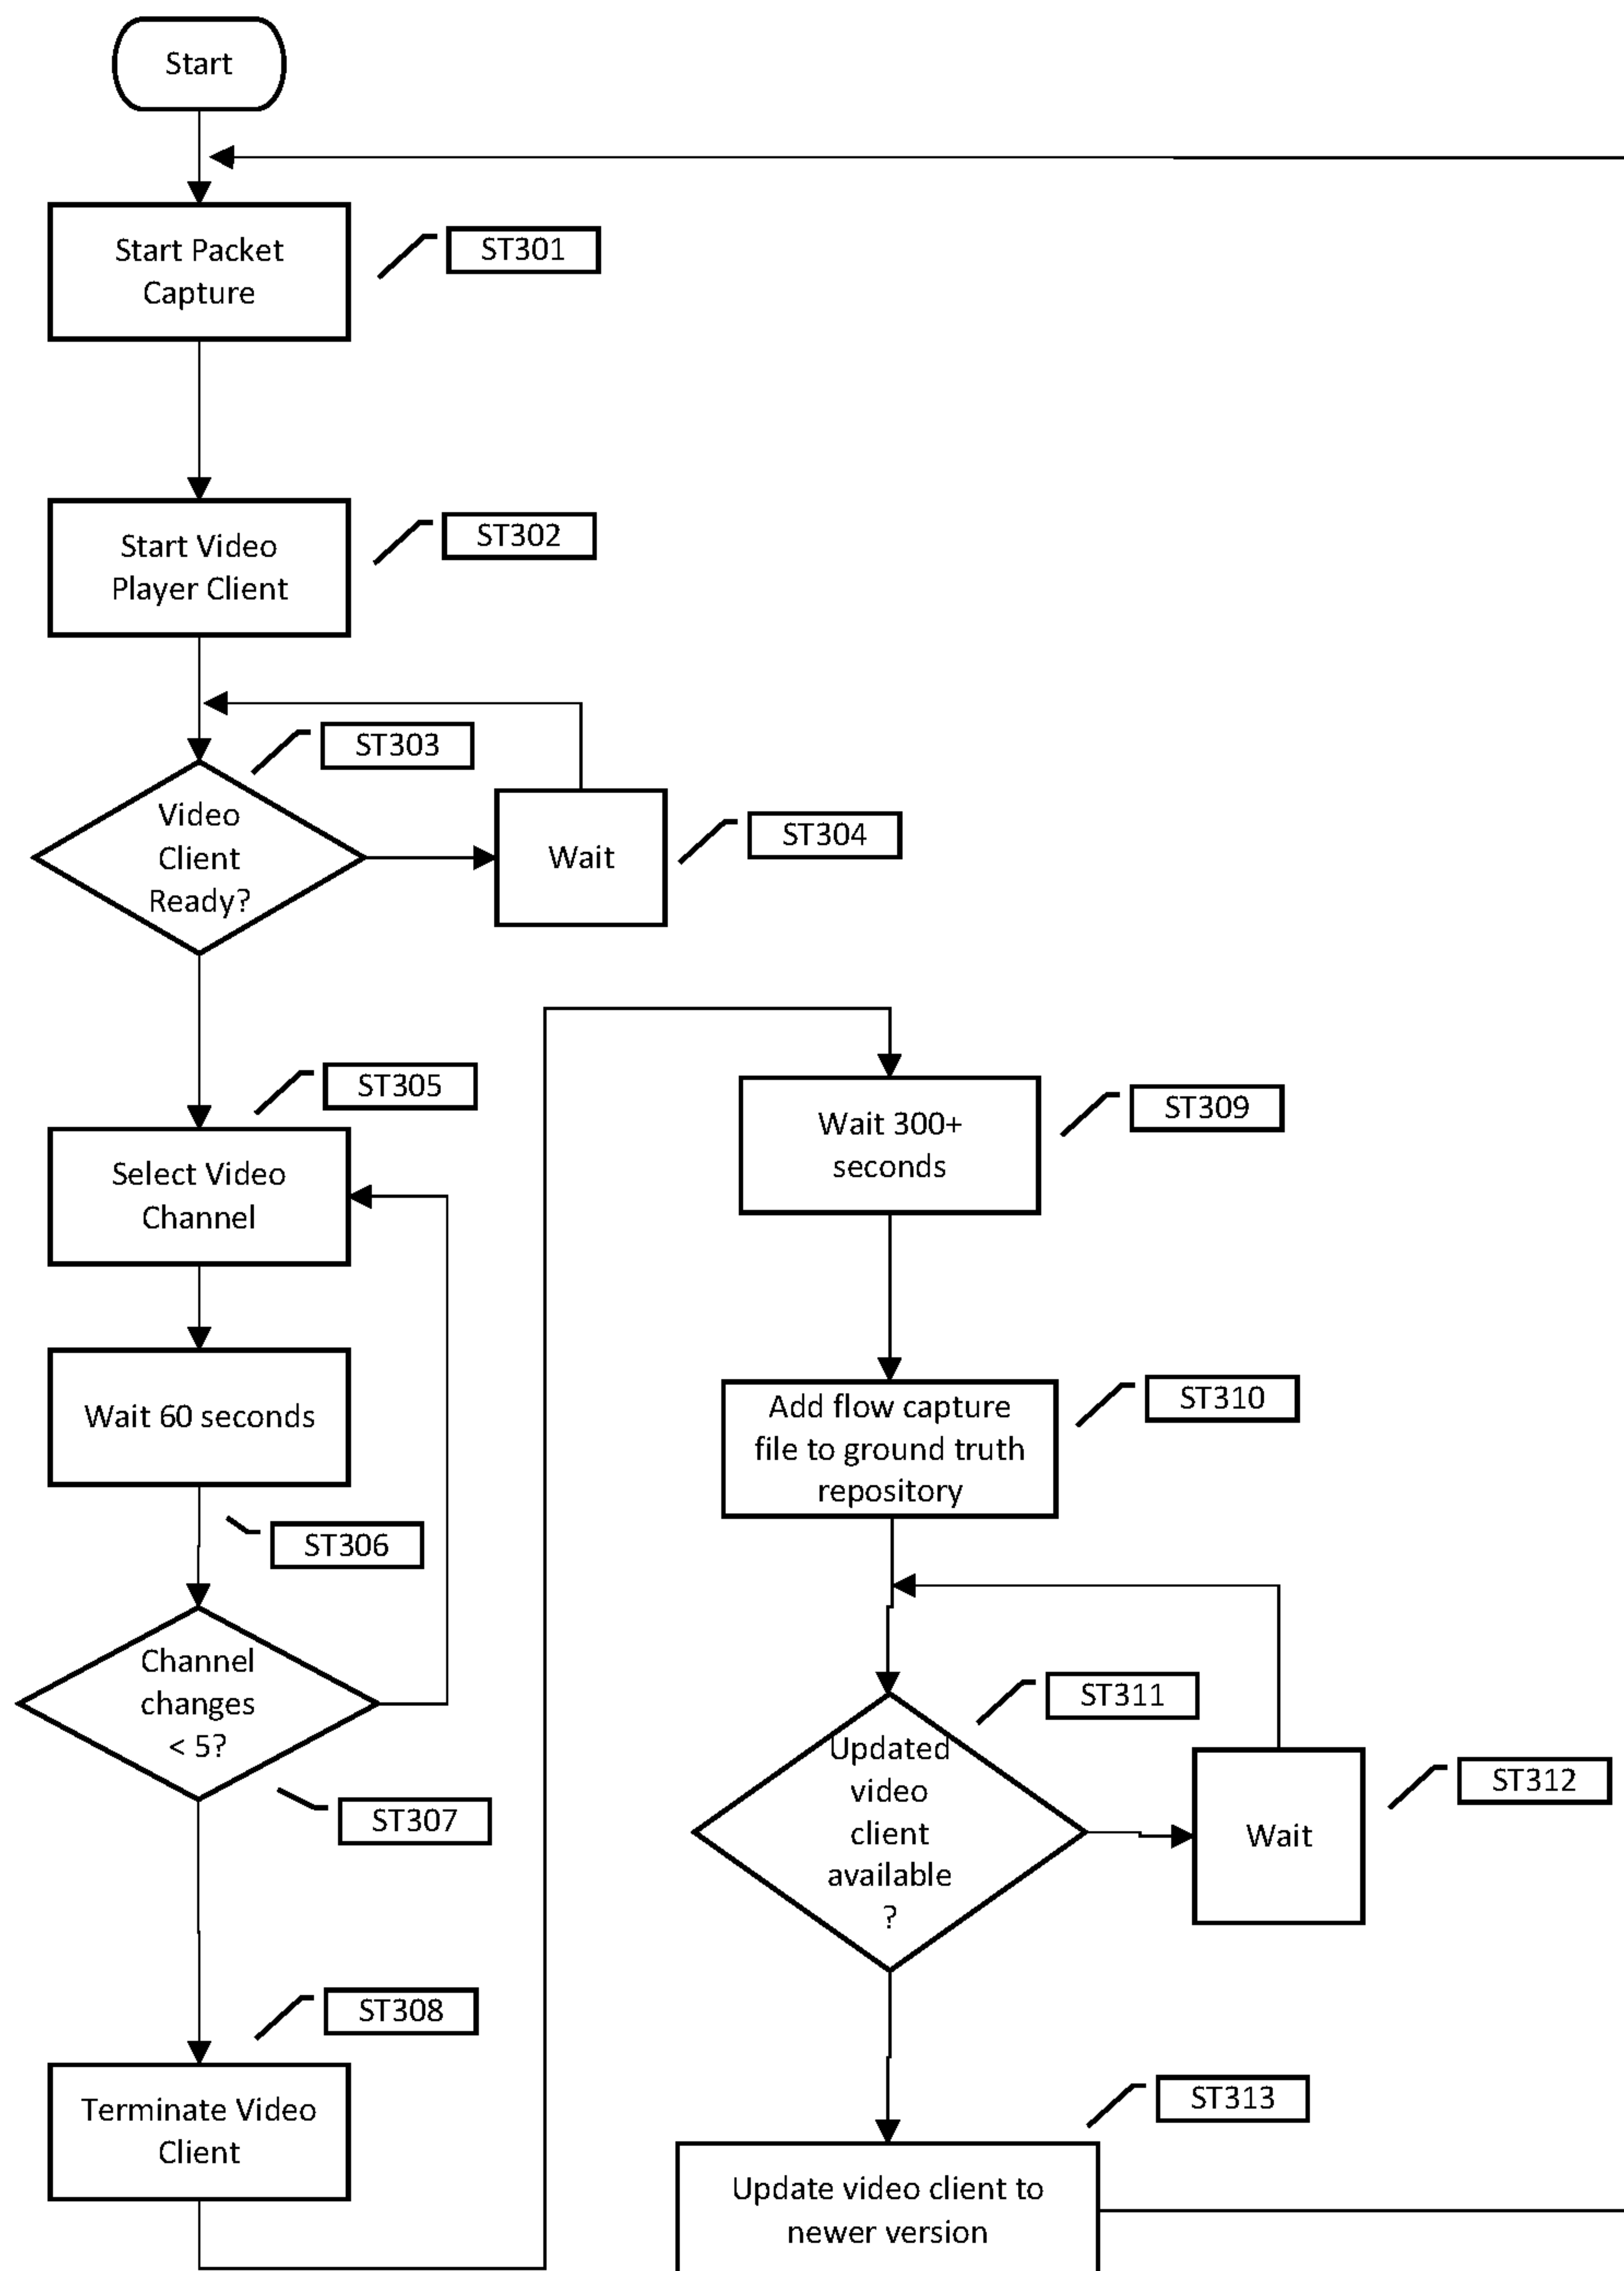 Start
Start Packet
Capture
ST301
Start Video
Player Client
ST302
ST303
Video
Client
Ready?
Wait
ST304
ST305
Select Video
Channel
Wait 60 seconds
ST306
Channel
changes
< 5?
ST307
ST308
Terminate Video
Client
Wait 300+
seconds
ST309
Add flow capture
file to ground truth
repository
ST310
ST311
Updated
video
client
available
?
Wait
ST312
ST313
Update video client to
newer version